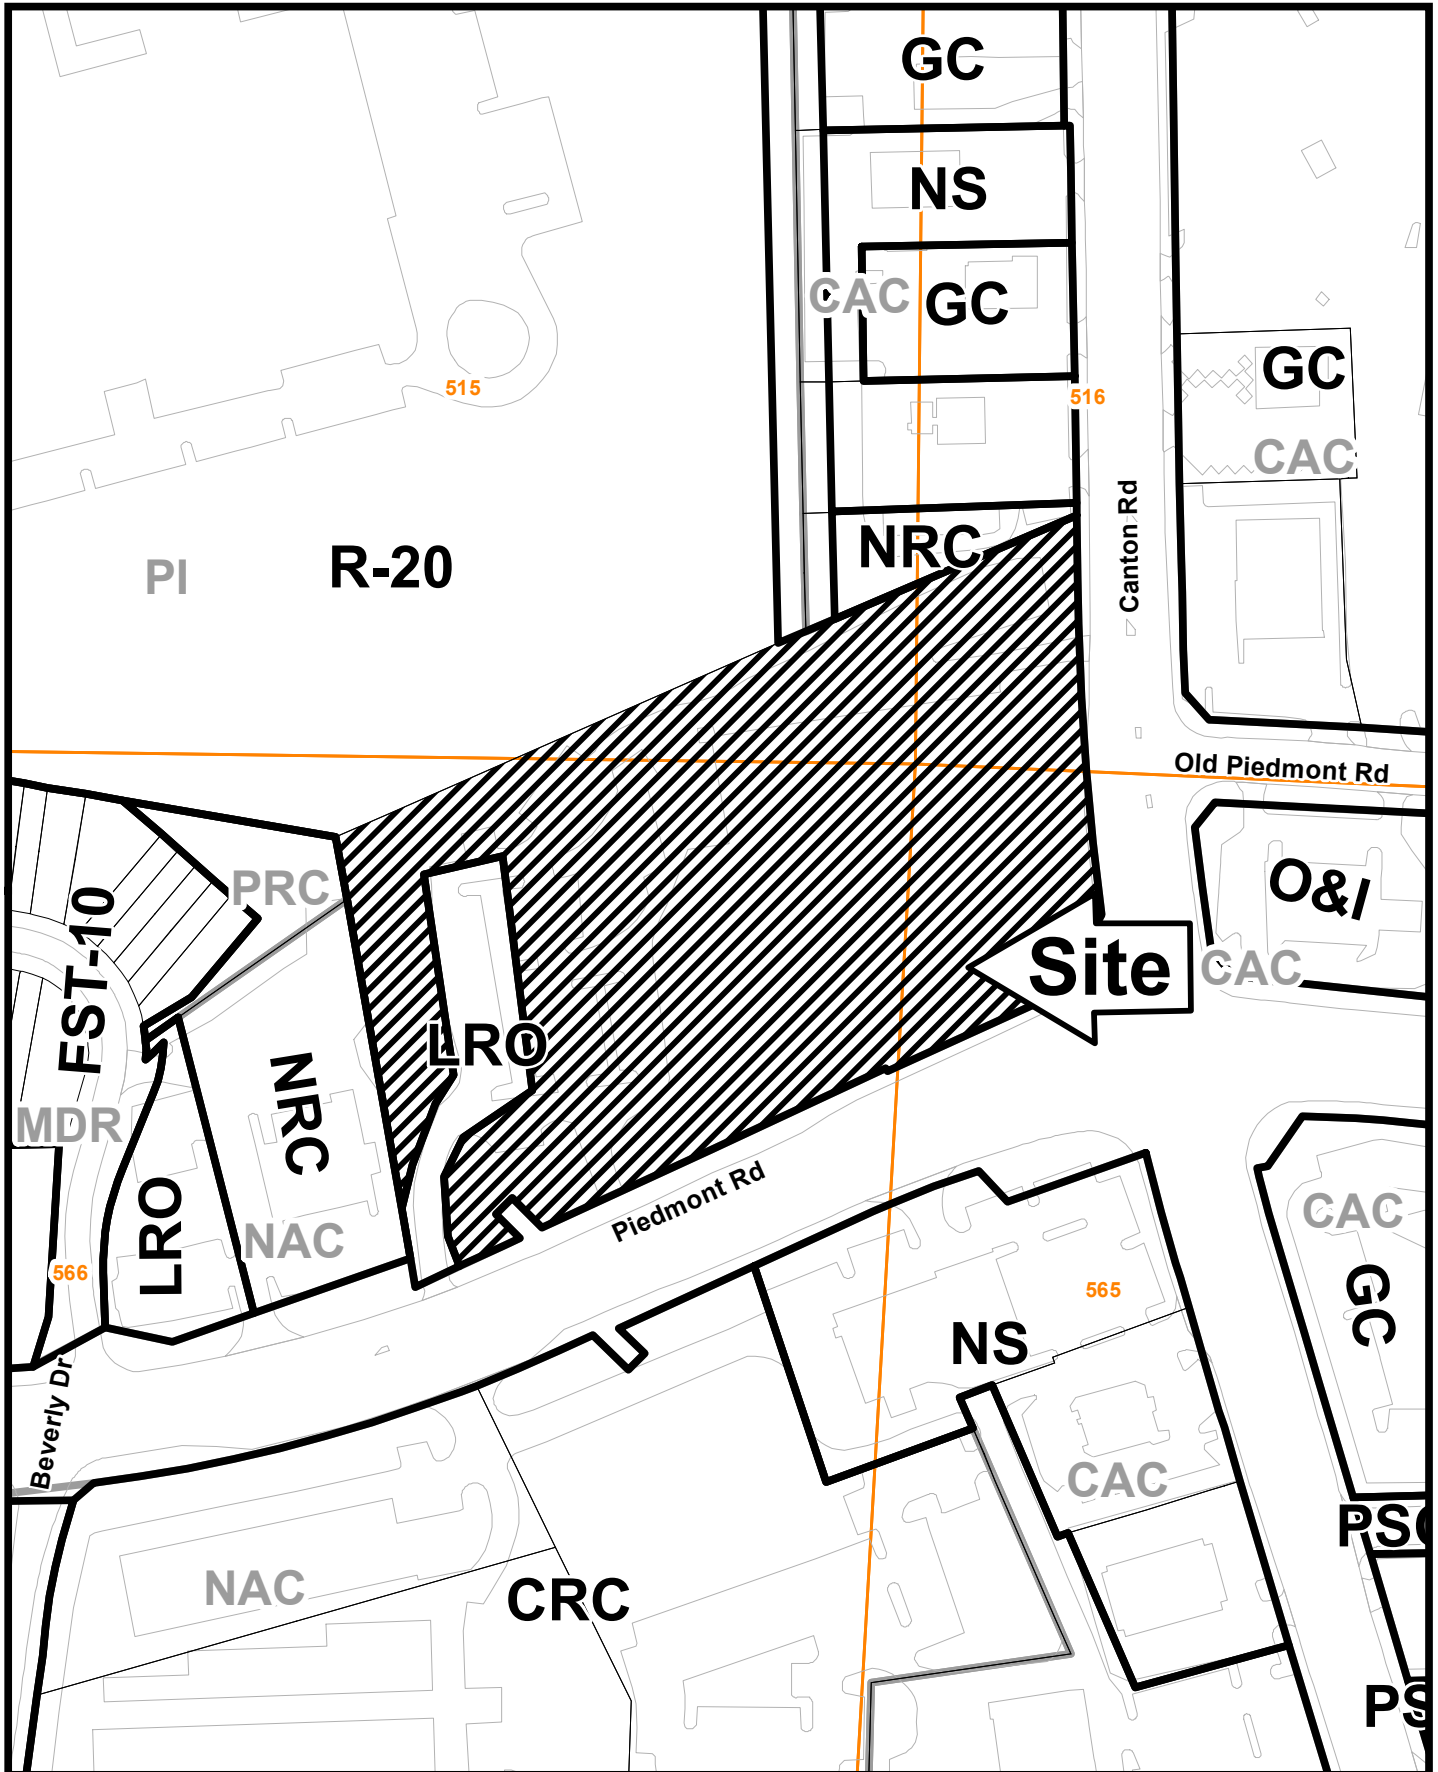 GC
NS
CAC
GC
GC
515
516
CAC
Canton Rd
NRC
R-20
PI
Old Piedmont Rd
PRC
O&I
FST-10
Site
CAC
LRO
NRC
MDR
Piedmont Rd
CAC
LRO
NAC
566
565
GC
NS
Beverly Dr
CAC
PSC
NAC
CRC
PS